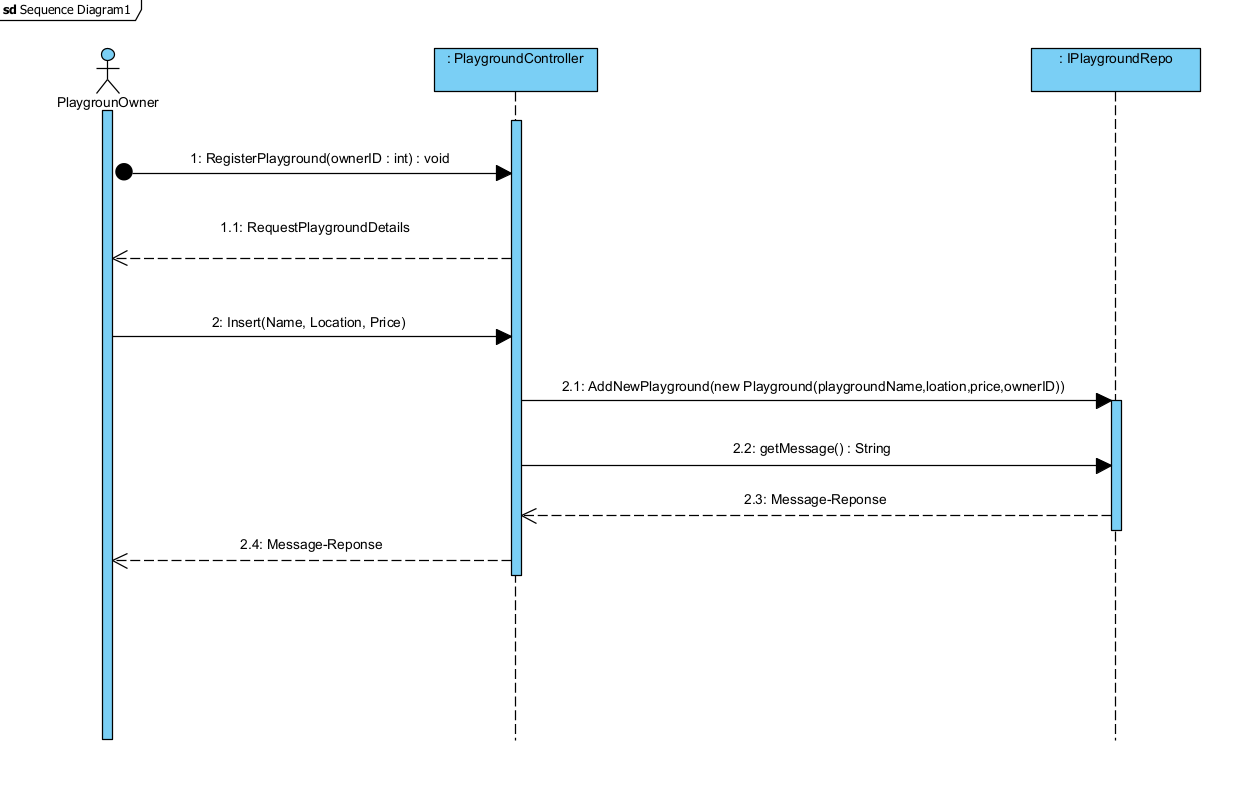 sd Sequence Diagram1
: PlaygroundController
: IPlaygroundRepo
PlaygrounOwner
1: RegisterPlayground(ownerID : int) : void
1.1: RequestPlaygroundDetails
2: Insert(Name, Location, Price)
2.1: AddNewPlayground(new Playground(playgroundName,loation,price,ownerID))
2.2: getMessage() : String
2.3: Message-Reponse
2.4: Message-Reponse